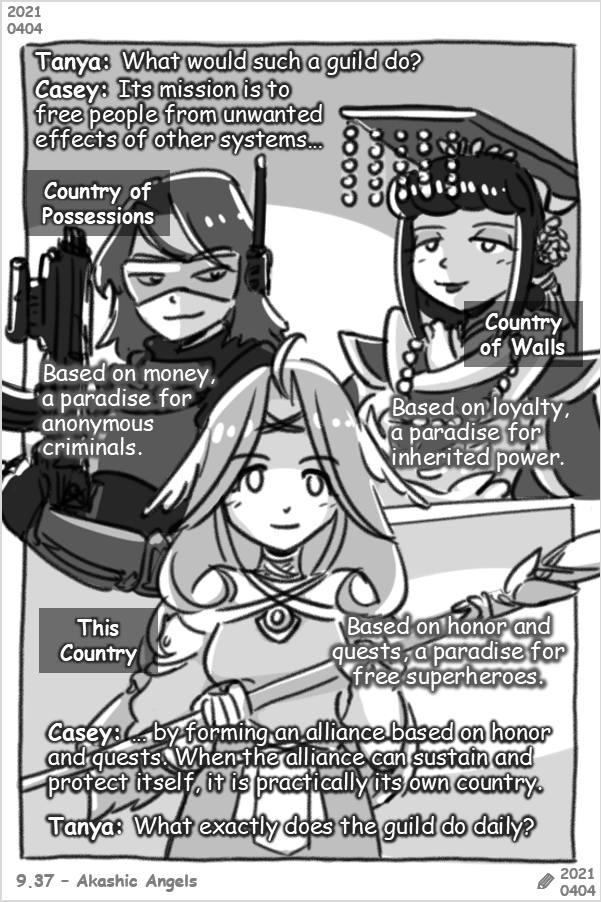 2021
0404
Tanya: What would such a guild do?
Casey: Its mission is to
free people from unwanted
effects of other systems...
Country of
Possessions
Country
of Walls
Based on money,
a paradise for
anonymous
criminals.
Based on loyalty,
a paradise for
inherited power.
This
Country
Based on honor and
quests, a paradise for
free superheroes.
Casey: ... by forming an alliance based on honor
and quests. When the alliance can sustain and
protect itself, it is practically its own country.
Tanya: What exactly does the guild do daily?
9.37 – Akashic Angels
2021
0404